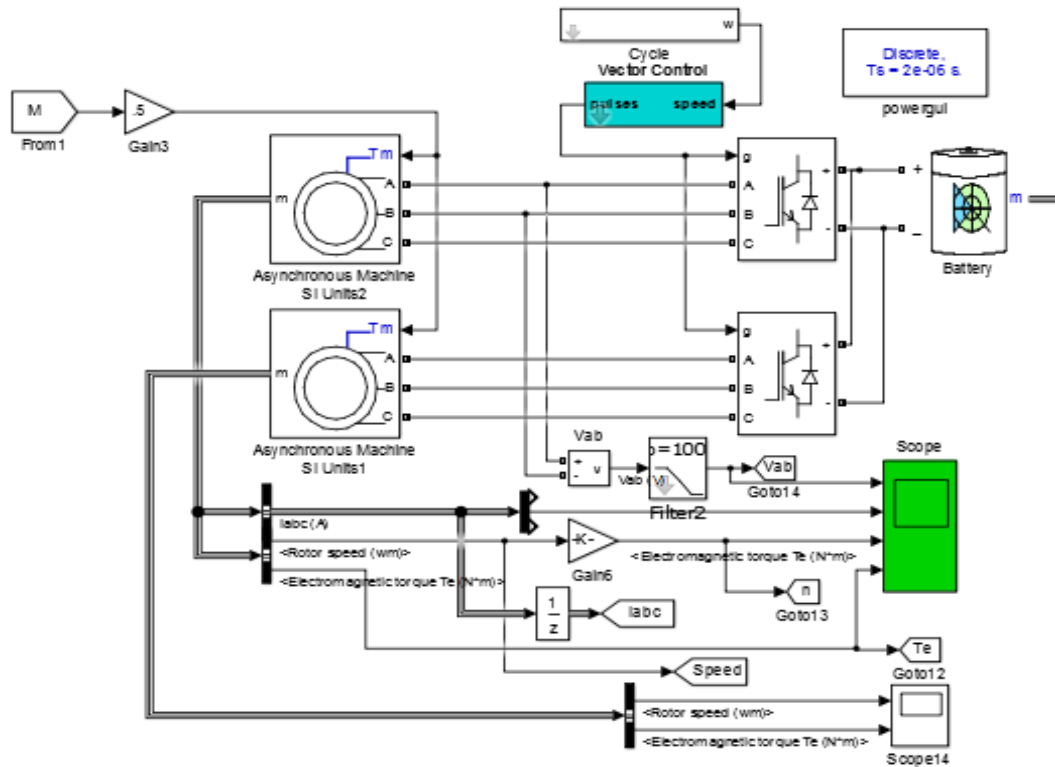 w
Cycle
Vector Control
pulses speed
Discrete,
Ts = 2e-06 s.
powergui
M
From1
.5
Gain3
Tm
m
A
B
C
Asynchronous Machine
SI Units2
g
A
B
C
+
-
+
–
m
Battery
Tm
m
A
B
C
Asynchronous Machine
SI Units1
g
A
B
C
+
-
Vab
+
-
v
Vab (V)
=100
Filter2
Vab
Goto14
Scope
Iabc (A)
<Rotor speed (wm)>
<Electromagnetic torque Te (N*m)>
-K-
Gain6
<Electromagnetic torque Te (N*m)>
n
Goto13
1
z
Iabc
Te
Goto12
Speed
<Rotor speed (wm)>
<Electromagnetic torque Te (N*m)>
Scope14